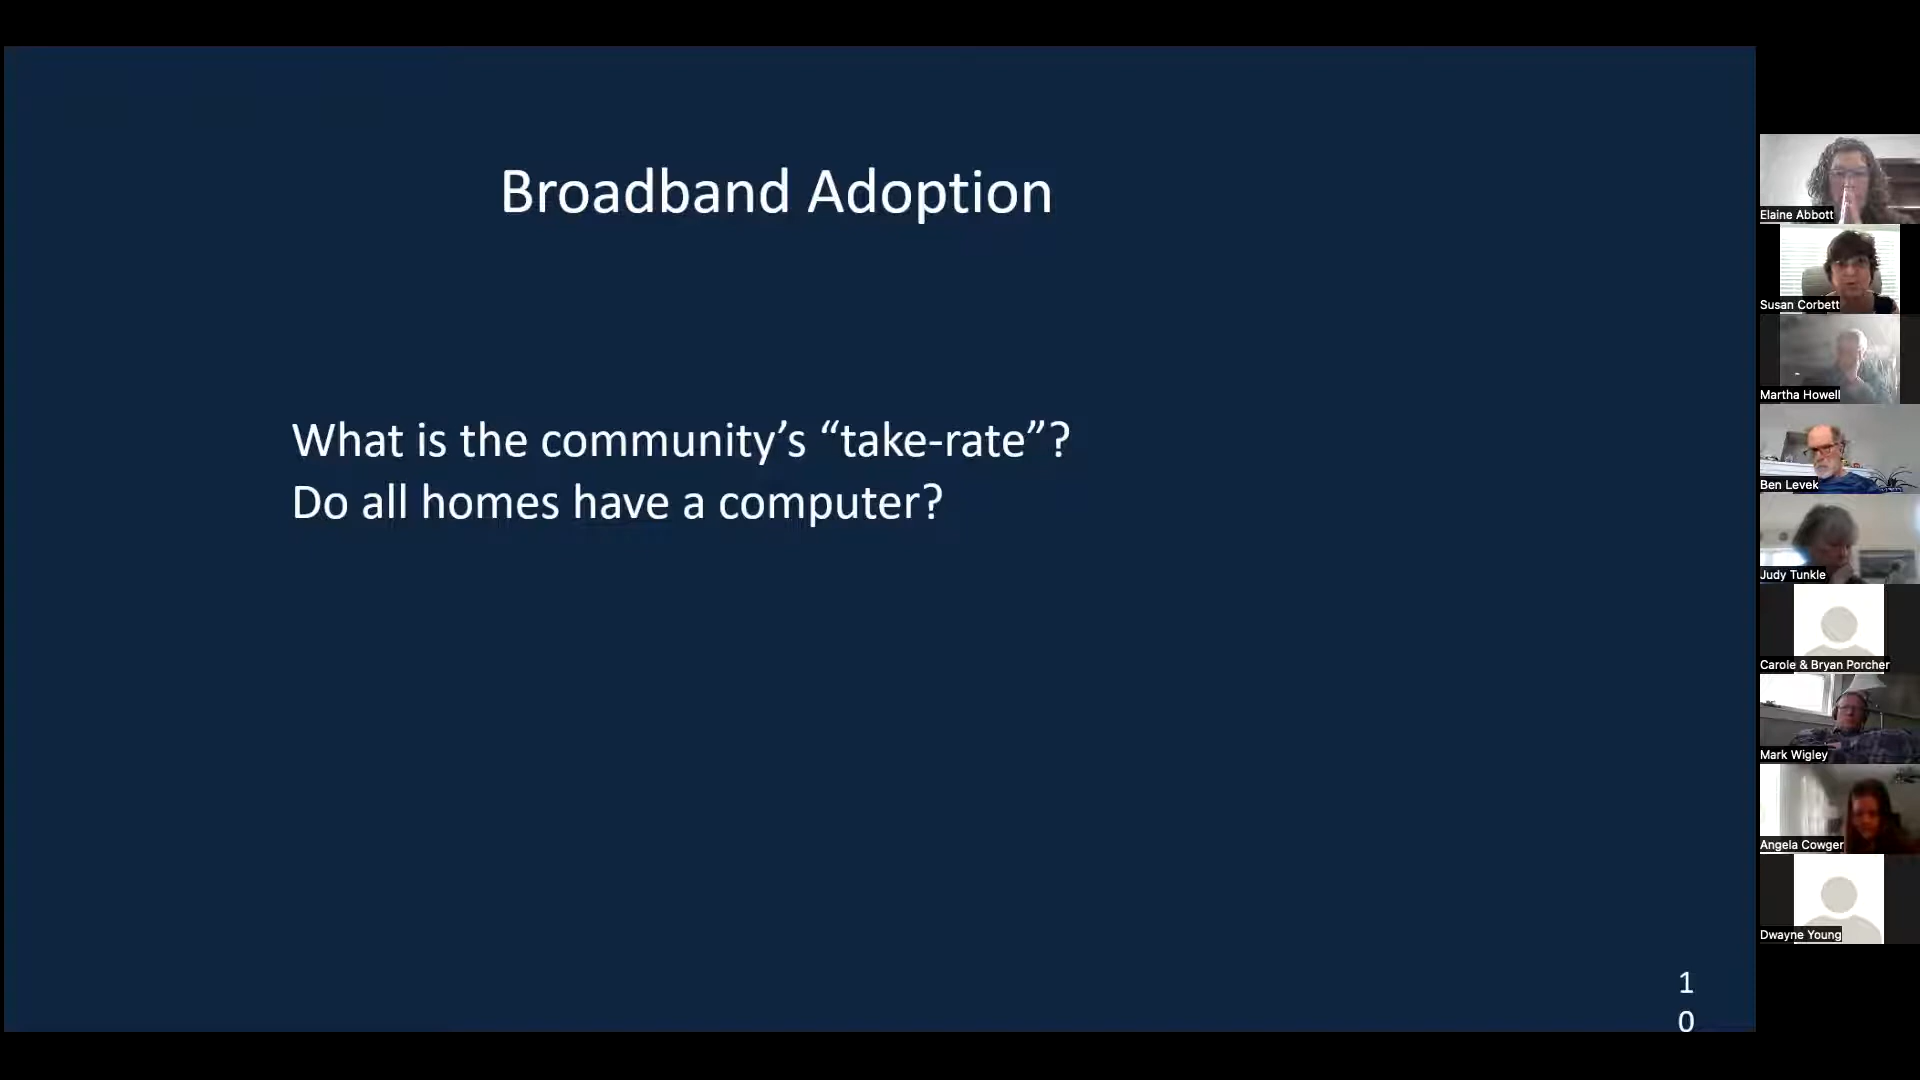 Broadband Adoption
What is the community’s “take-rate”?
Do all homes have a computer?
1
0
Elaine Abbott
Susan Corbett
Martha Howell
Ben Levek
Judy Tunkle
Carole & Bryan Porcher
Mark Wigley
Angela Cowger
Dwayne Young